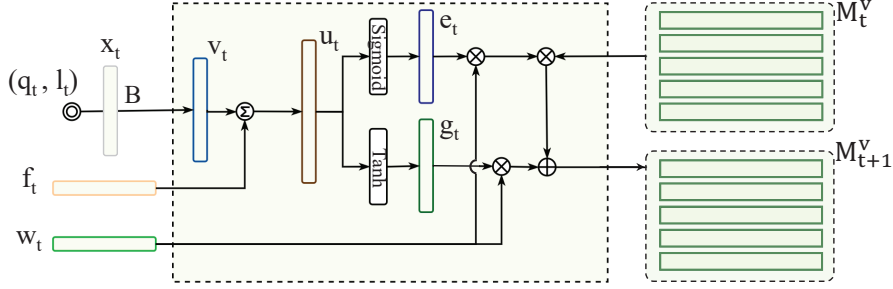 (q_t, l_t)
x_t
B
v_t
Σ
u_t
Sigmoid
e_t
Tanh
g_t
f_t
w_t
M_t^v
M_{t+1}^v